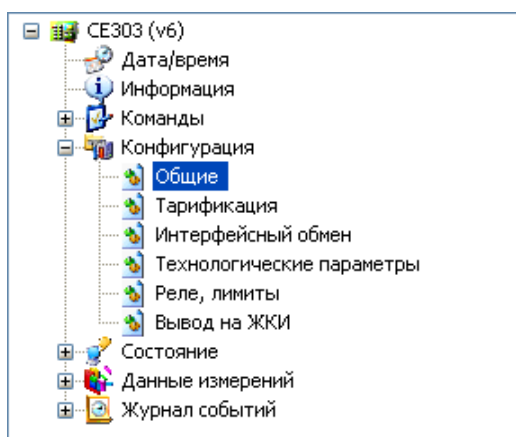 CE303 (v6)
Дата/время
Информация
Команды
Конфигурация
Общие
Тарификация
Интерфейсный обмен
Технологические параметры
Реле, лимиты
Вывод на ЖКИ
Состояние
Данные измерений
Журнал событий